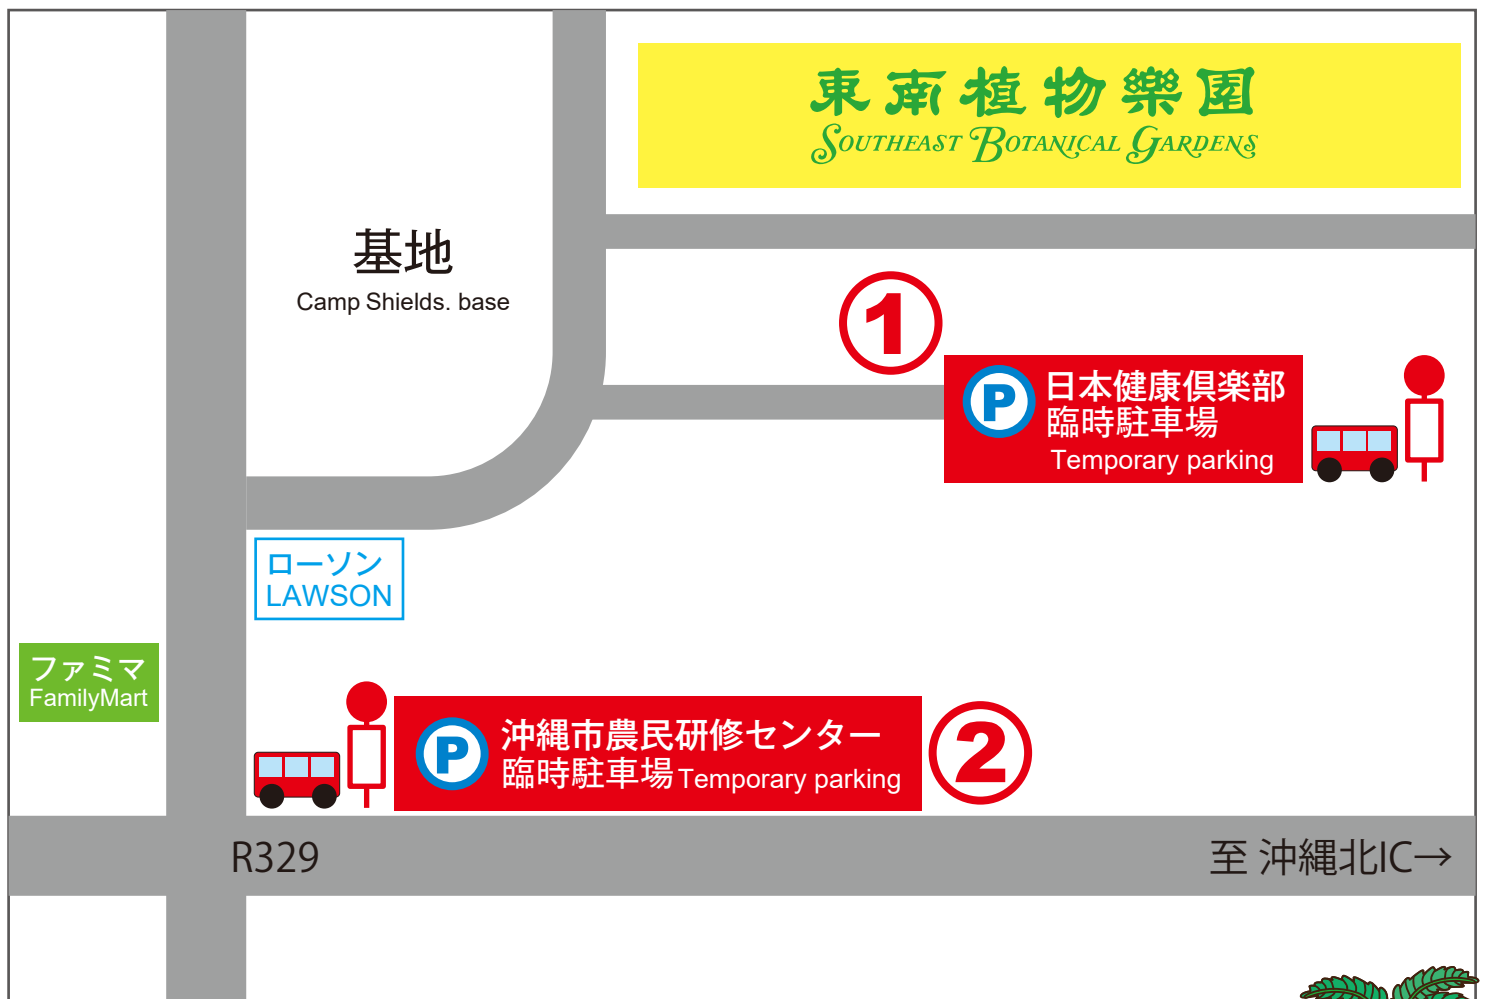 東南植物樂園
SOUTHEAST BOTANICAL GARDENS
基地
Camp Shields. base
1
P
日本健康倶楽部
臨時駐車場
Temporary parking
ローソン
LAWSON
ファミマ
FamilyMart
P
沖縄市農民研修センター
臨時駐車場 Temporary parking
2
R329
至 沖縄北IC→